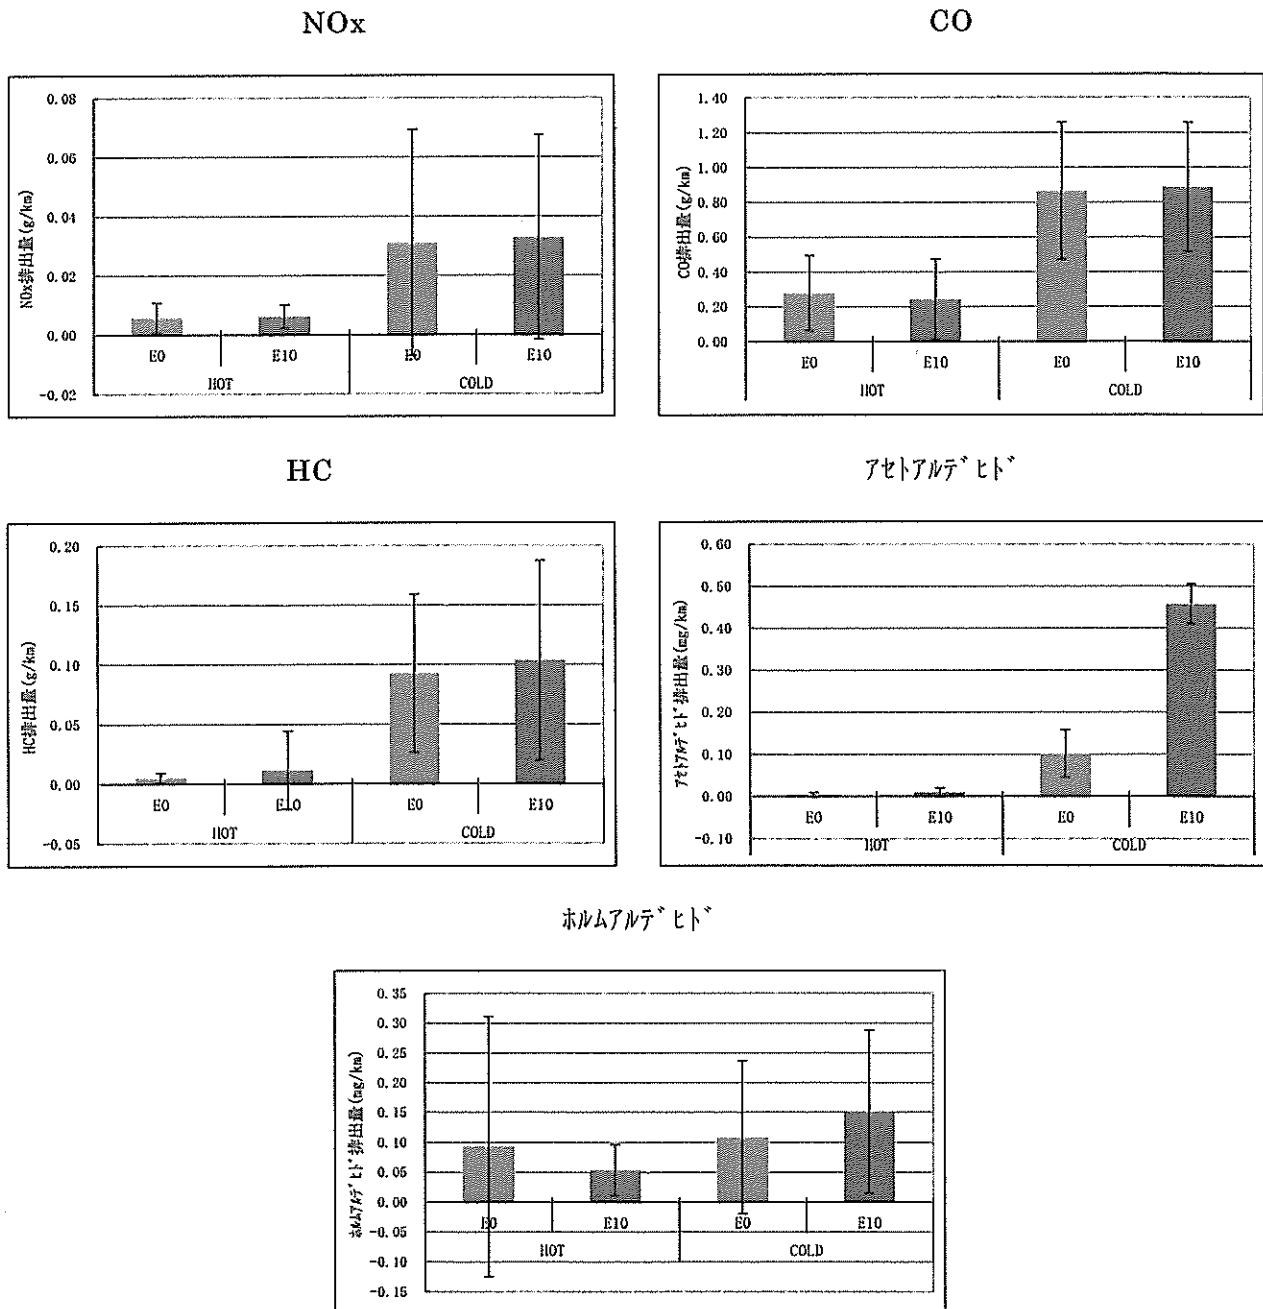 NOx
CO
0.08
0.06
0.04
0.02
0.00
-0.02
NOx排出量(g/km)
E0 E10 E0 E10
HOT COLD
1.40
1.20
1.00
0.80
0.60
0.40
0.20
0.00
CO排出量(g/km)
E0 E10 E0 E10
HOT COLD
HC
アセトアルデヒド
0.20
0.15
0.10
0.05
0.00
-0.05
HC排出量(g/km)
E0 E10 E0 E10
HOT COLD
0.60
0.50
0.40
0.30
0.20
0.10
0.00
-0.10
アセトアルデヒド排出量(mg/km)
E0 E10 E0 E10
HOT COLD
ホルムアルデヒド
0.35
0.30
0.25
0.20
0.15
0.10
0.05
0.00
-0.05
-0.10
-0.15
ホルムアルデヒド排出量(mg/km)
E0 E10 E0 E10
HOT COLD